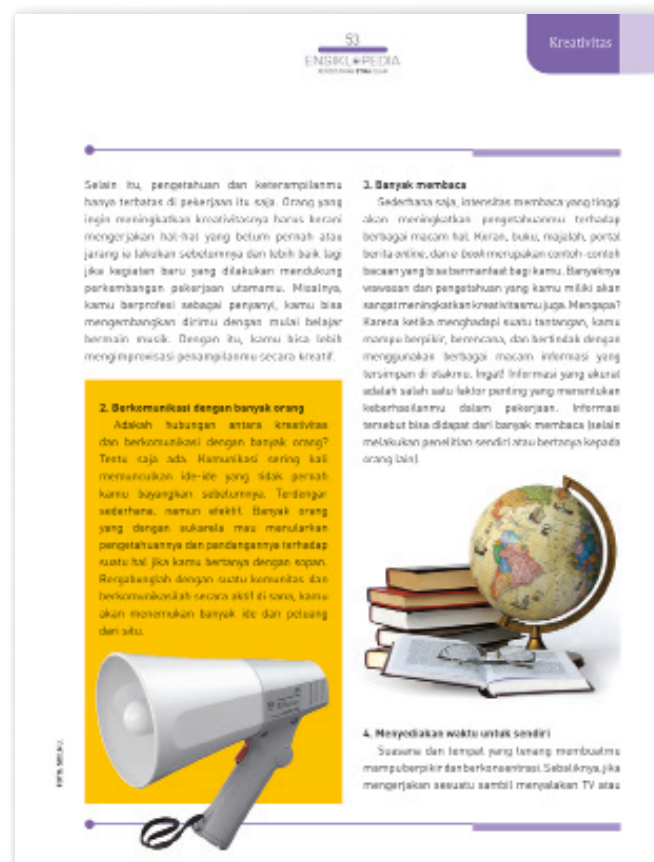 53
ENSIKLOPEDIA
Kreativitas
Selain itu, pengetahuan dan keterampilanmu
hanya terbatas di pekerjaan itu saja. Orang yang
ingin meningkatkan kreativitasnya harus berani
mengerjakan hal-hal yang belum pernah atau
jarang ia lakukan sebelumnya dan lebih baik lagi
jika kegiatan baru yang dilakukan mendukung
perkembangan pekerjaan utamamu. Misalnya,
kamu berprofesi sebagai penyanyi, kamu bisa
mengembangkan dirimu dengan mulai belajar
bermain musik. Dengan itu, kamu bisa lebih
mengimprovisasi penampilanmu secara kreatif.
2. Berkomunikasi dengan banyak orang
Adakah hubungan antara kreativitas
dan berkomunikasi dengan banyak orang?
Tentu saja ada. Komunikasi sering kali
memunculkan ide-ide yang tidak pernah
kamu bayangkan sebelumnya. Terdengar
sederhana, namun efektif. Banyak orang
yang dengan sukarela mau menularkan
pengetahuannya dan pandangannya terhadap
suatu hal jika kamu bertanya dengan sopan.
Bergabunglah dengan suatu komunitas dan
berkomunikasilah secara aktif di sana, kamu
akan menemukan banyak ide dan peluang
dari situ.
3. Banyak membaca
Sederhana saja, intensitas membaca yang tinggi
akan meningkatkan pengetahuanmu terhadap
berbagai macam hal. Koran, buku, majalah, portal
berita online, dan e-book merupakan contoh-contoh
bacaan yang bisa bermanfaat bagi kamu. Banyaknya
wawasan dan pengetahuan yang kamu miliki akan
sangat meningkatkan kreativitasmu juga. Mengapa?
Karena ketika menghadapi suatu tantangan, kamu
mampu berpikir, berencana, dan bertindak dengan
menggunakan berbagai macam informasi yang
tersimpan di otakmu. Ingat! Informasi yang akurat
adalah salah satu faktor penting yang menentukan
keberhasilanmu dalam pekerjaan. Informasi
tersebut bisa didapat dari banyak membaca (selain
melakukan penelitian sendiri atau bertanya kepada
orang lain).
4. Menyediakan waktu untuk sendiri
Suasana dan tempat yang tenang membuatmu
mampu berpikir dan berkonsentrasi. Sebaliknya, jika
mengerjakan sesuatu sambil menyalakan TV atau